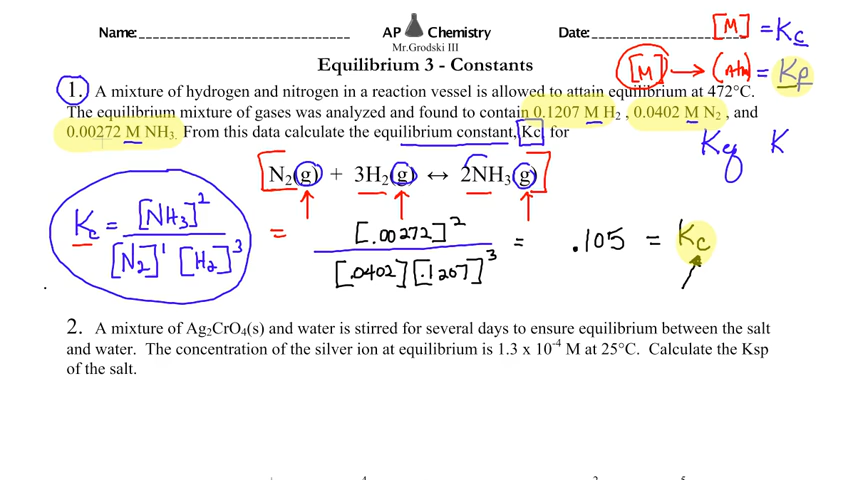 Name:________________________________ AP Chemistry Date:______________________
Mr.Grodski III
[M] = Kc
Equilibrium 3 - Constants
[M] → (Atm) = Kp
1. A mixture of hydrogen and nitrogen in a reaction vessel is allowed to attain equilibrium at 472°C.
The equilibrium mixture of gases was analyzed and found to contain 0.1207 M H₂ , 0.0402 M N₂ , and
0.00272 M NH₃. From this data calculate the equilibrium constant, Kc for
Keq K
N₂(g) + 3H₂(g) ↔ 2NH₃(g)
Kc = [NH₃]² / [N₂]¹ [H₂]³ = [.00272]² / [.0402][.1207]³ = .105 = Kc
2. A mixture of Ag₂CrO₄(s) and water is stirred for several days to ensure equilibrium between the salt
and water. The concentration of the silver ion at equilibrium is 1.3 x 10⁻⁴ M at 25°C. Calculate the Ksp
of the salt.